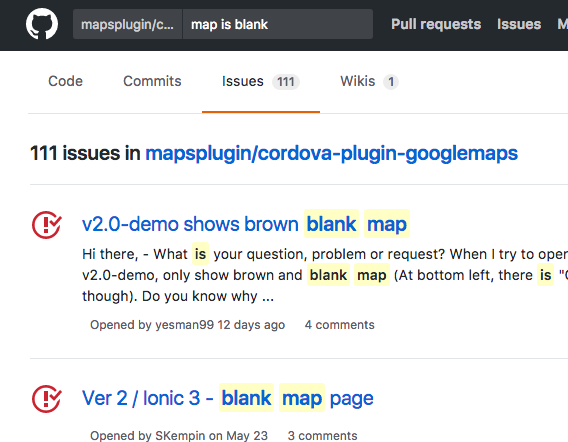 mapsplugin/c... map is blank Pull requests Issues M
Code Commits Issues 111 Wikis 1
111 issues in mapsplugin/cordova-plugin-googlemaps
v2.0-demo shows brown blank map
Hi there, - What is your question, problem or request? When I try to oper
v2.0-demo, only show brown and blank map (At bottom left, there is "G
though). Do you know why ...
Opened by yesman99 12 days ago 4 comments
Ver 2 / Ionic 3 - blank map page
Opened by SKempin on May 23 3 comments